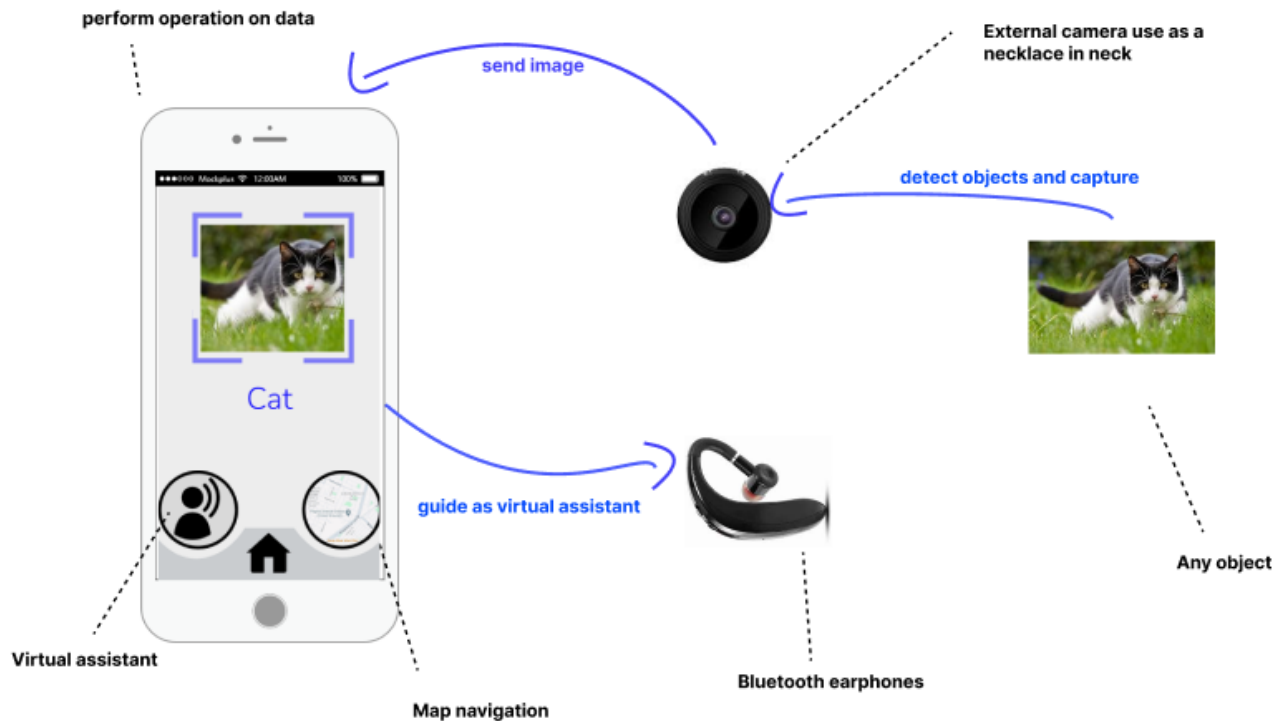 perform operation on data
External camera use as a
necklace in neck
send image
detect objects and capture
Mockplus 12:00AM 100%
Cat
guide as virtual assistant
Any object
Virtual assistant
Bluetooth earphones
Map navigation